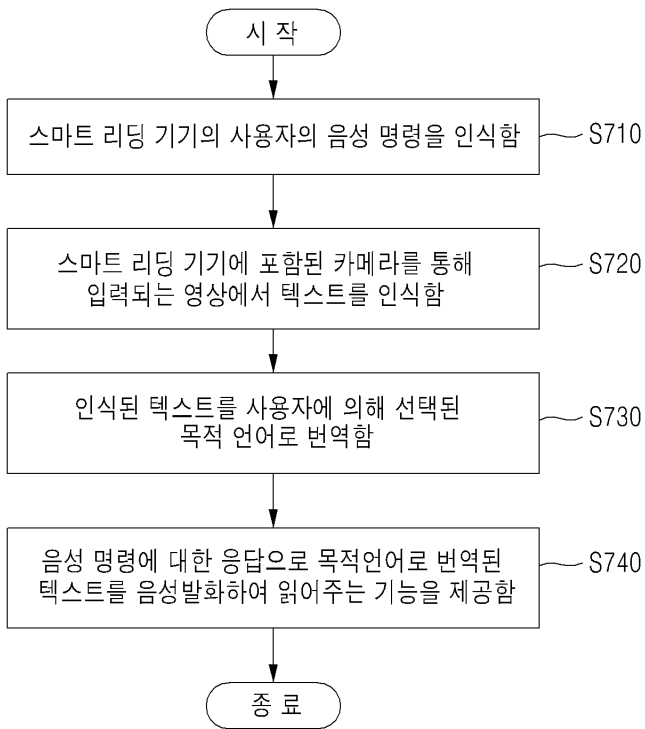 시 작
스마트 리딩 기기의 사용자의 음성 명령을 인식함
S710
스마트 리딩 기기에 포함된 카메라를 통해
입력되는 영상에서 텍스트를 인식함
S720
인식된 텍스트를 사용자에 의해 선택된
목적 언어로 번역함
S730
음성 명령에 대한 응답으로 목적언어로 번역된
텍스트를 음성발화하여 읽어주는 기능을 제공함
S740
종 료